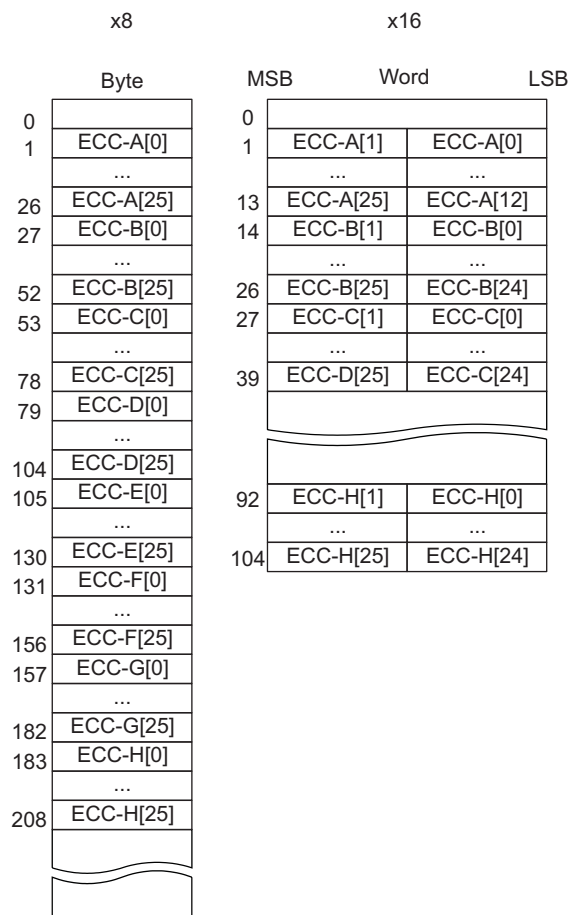 x8 x16
Byte MSB Word LSB
0 0
1 ECC-A[0] 1 ECC-A[1] ECC-A[0]
... ... ...
26 ECC-A[25] 13 ECC-A[25] ECC-A[12]
27 ECC-B[0] 14 ECC-B[1] ECC-B[0]
... ... ...
52 ECC-B[25] 26 ECC-B[25] ECC-B[24]
53 ECC-C[0] 27 ECC-C[1] ECC-C[0]
... ... ...
78 ECC-C[25] 39 ECC-D[25] ECC-C[24]
79 ECC-D[0]
...
104 ECC-D[25]
105 ECC-E[0] 92 ECC-H[1] ECC-H[0]
... ... ...
130 ECC-E[25] 104 ECC-H[25] ECC-H[24]
131 ECC-F[0]
...
156 ECC-F[25]
157 ECC-G[0]
...
182 ECC-G[25]
183 ECC-H[0]
...
208 ECC-H[25]